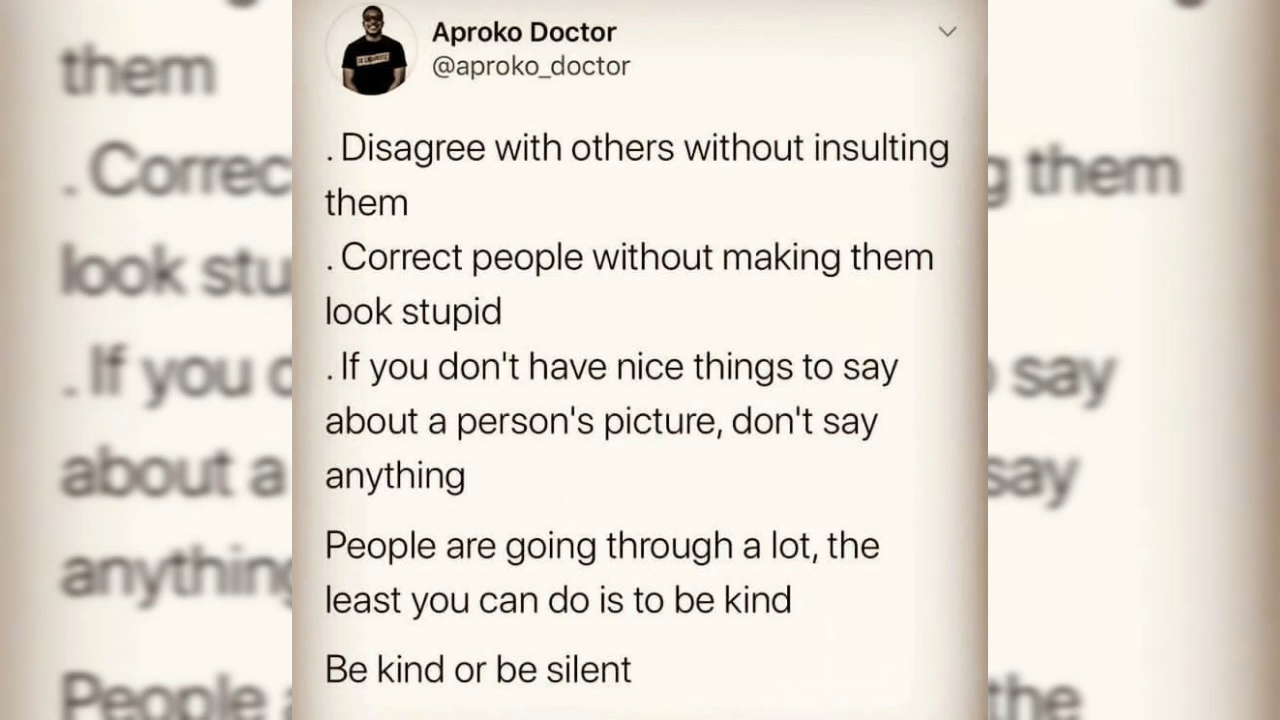 Aproko Doctor
@aproko_doctor
. Disagree with others without insulting
them
. Correct people without making them
look stupid
. If you don't have nice things to say
about a person's picture, don't say
anything
People are going through a lot, the
least you can do is to be kind
Be kind or be silent